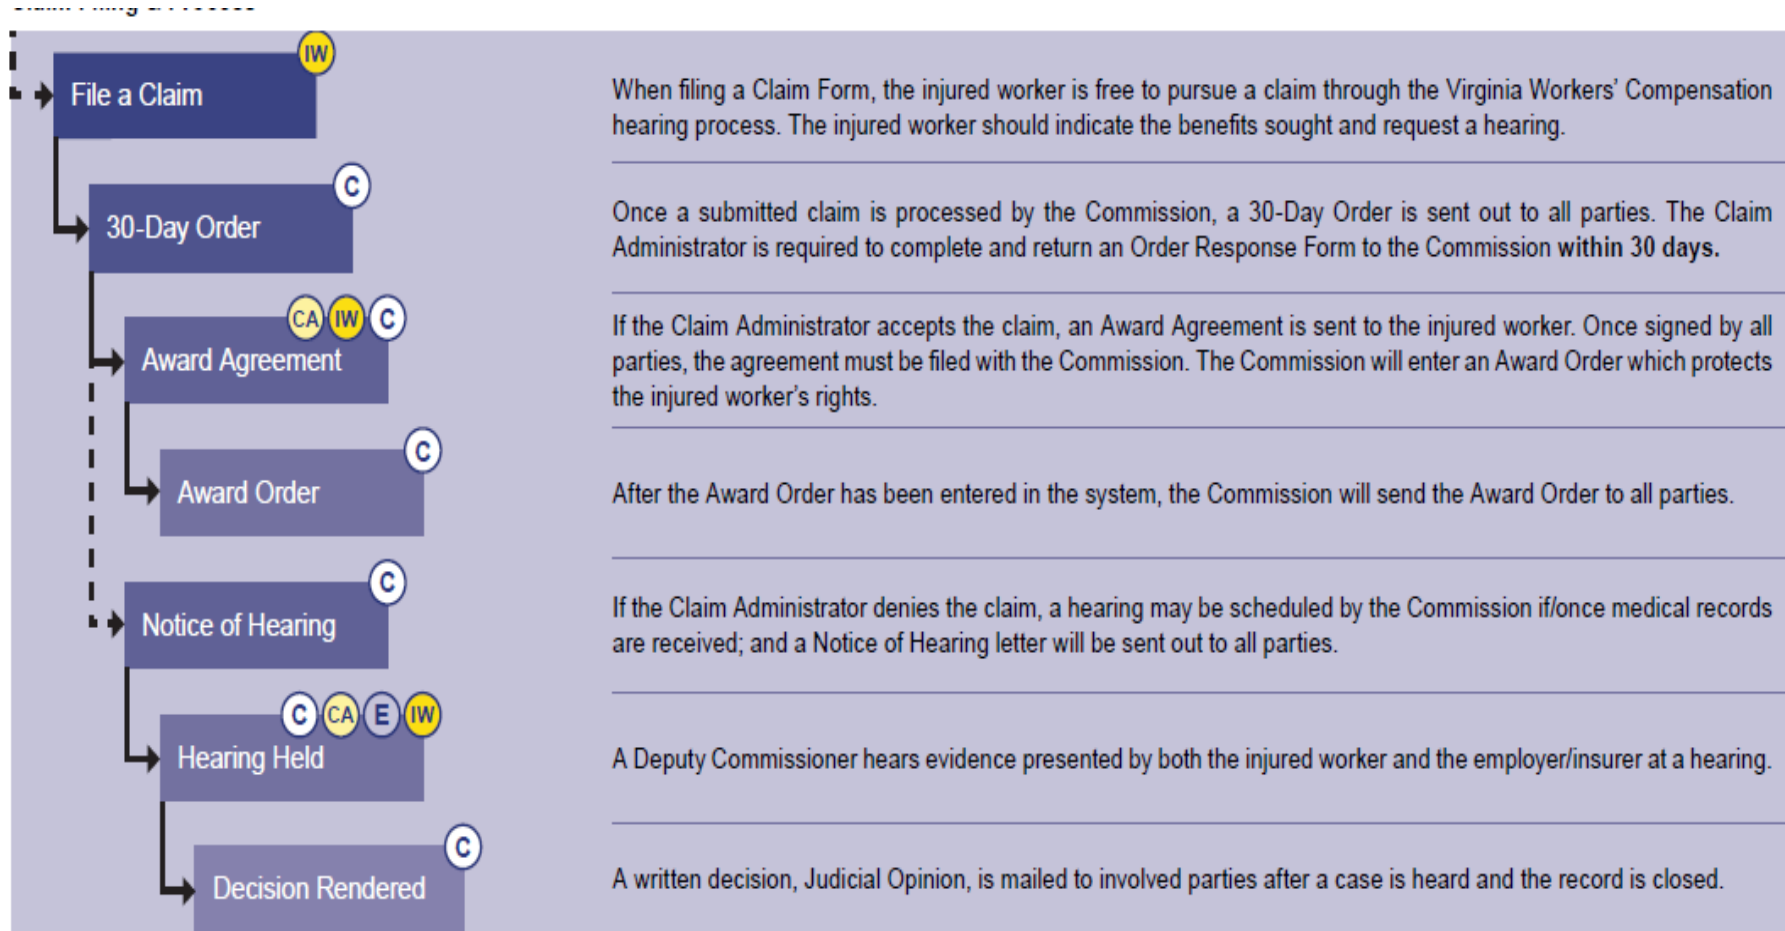 IW
File a Claim
When filing a Claim Form, the injured worker is free to pursue a claim through the Virginia Workers' Compensation
hearing process. The injured worker should indicate the benefits sought and request a hearing.
C
30-Day Order
Once a submitted claim is processed by the Commission, a 30-Day Order is sent out to all parties. The Claim
Administrator is required to complete and return an Order Response Form to the Commission within 30 days.
CA IW C
Award Agreement
If the Claim Administrator accepts the claim, an Award Agreement is sent to the injured worker. Once signed by all
parties, the agreement must be filed with the Commission. The Commission will enter an Award Order which protects
the injured worker's rights.
C
Award Order
After the Award Order has been entered in the system, the Commission will send the Award Order to all parties.
C
Notice of Hearing
If the Claim Administrator denies the claim, a hearing may be scheduled by the Commission if/once medical records
are received; and a Notice of Hearing letter will be sent out to all parties.
C CA E IW
Hearing Held
A Deputy Commissioner hears evidence presented by both the injured worker and the employer/insurer at a hearing.
C
Decision Rendered
A written decision, Judicial Opinion, is mailed to involved parties after a case is heard and the record is closed.